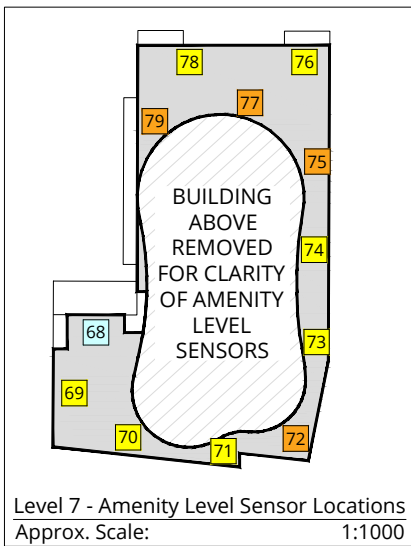 78
76
77
79
75
BUILDING
ABOVE
REMOVED
FOR CLARITY
OF AMENITY
LEVEL
SENSORS
74
73
68
69
70
71
72
Level 7 - Amenity Level Sensor Locations
Approx. Scale: 1:1000